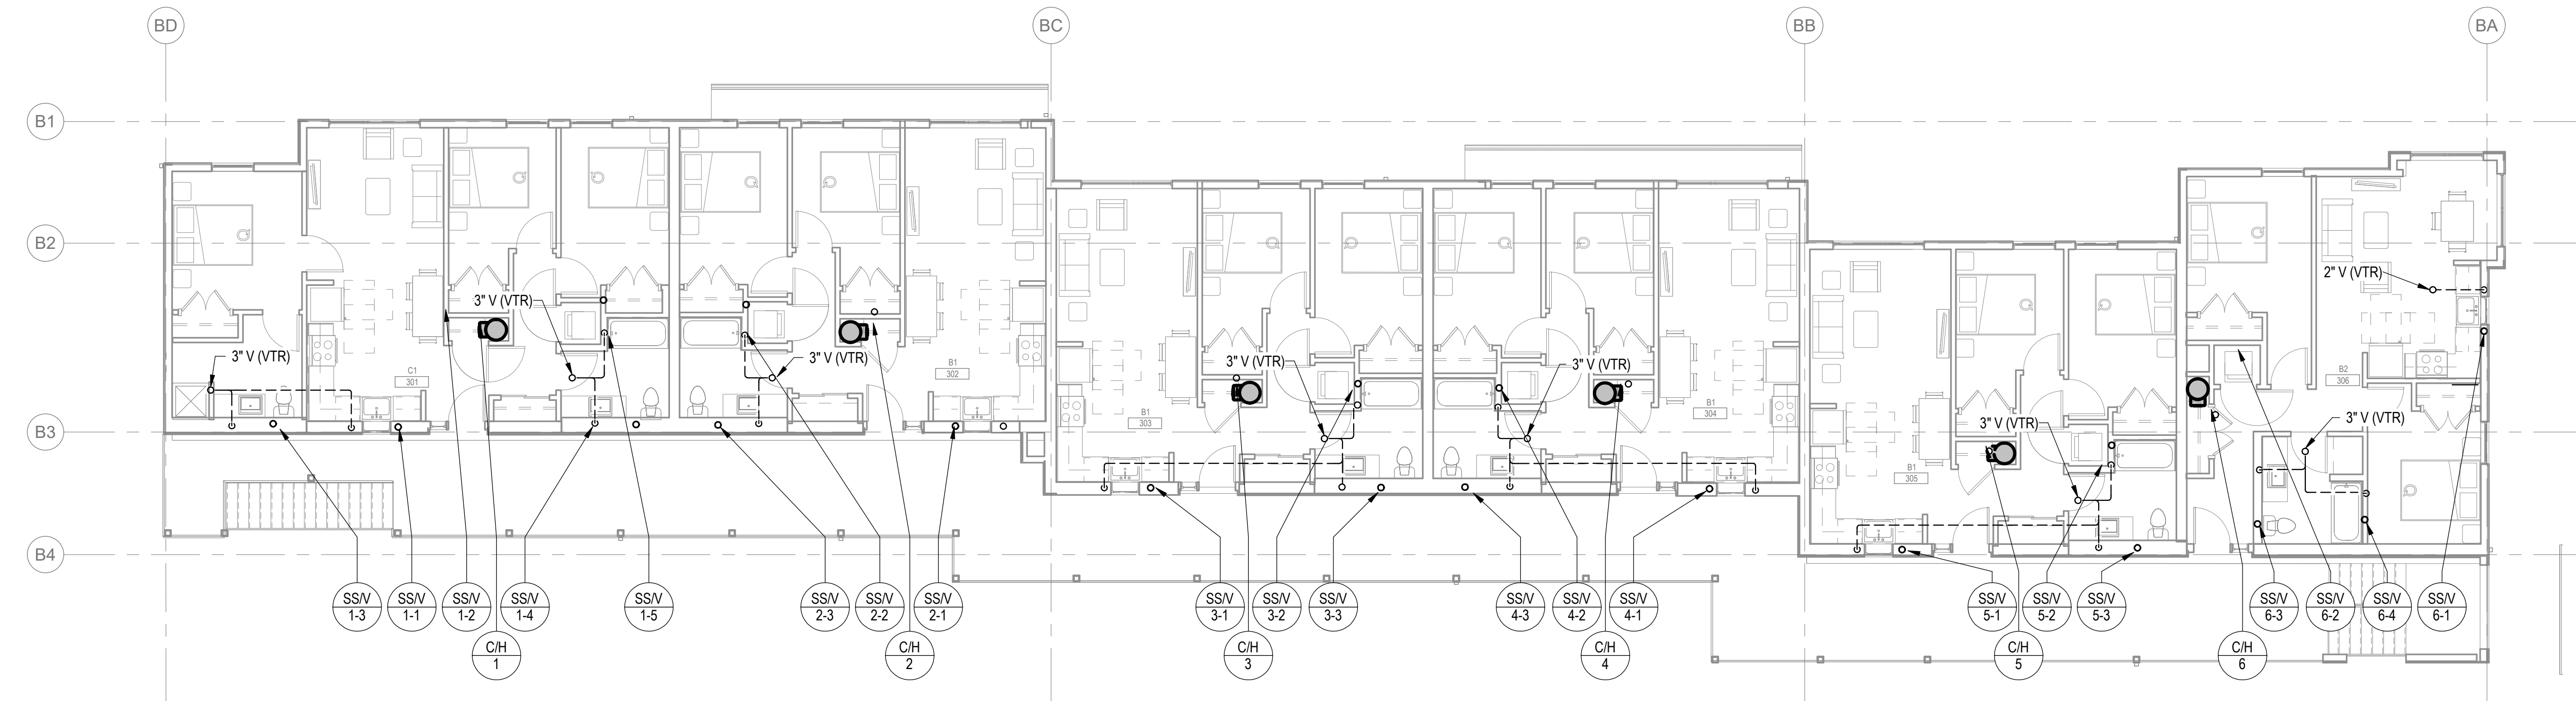 BD
BC
BB
BA
B1
B2
B3
B4
2" V (VTR)
3" V (VTR)
3" V (VTR)
3" V (VTR)
3" V (VTR)
3" V (VTR)
3" V (VTR)
3" V (VTR)
C1
301
B1
302
B1
303
B1
304
B1
305
B2
306
SS/V
1-3
SS/V
1-1
SS/V
1-2
SS/V
1-4
SS/V
1-5
SS/V
2-3
SS/V
2-2
SS/V
2-1
SS/V
3-1
SS/V
3-2
SS/V
3-3
SS/V
4-3
SS/V
4-2
SS/V
4-1
SS/V
5-1
SS/V
5-2
SS/V
5-3
SS/V
6-3
SS/V
6-2
SS/V
6-4
SS/V
6-1
C/H
1
C/H
2
C/H
3
C/H
4
C/H
5
C/H
6